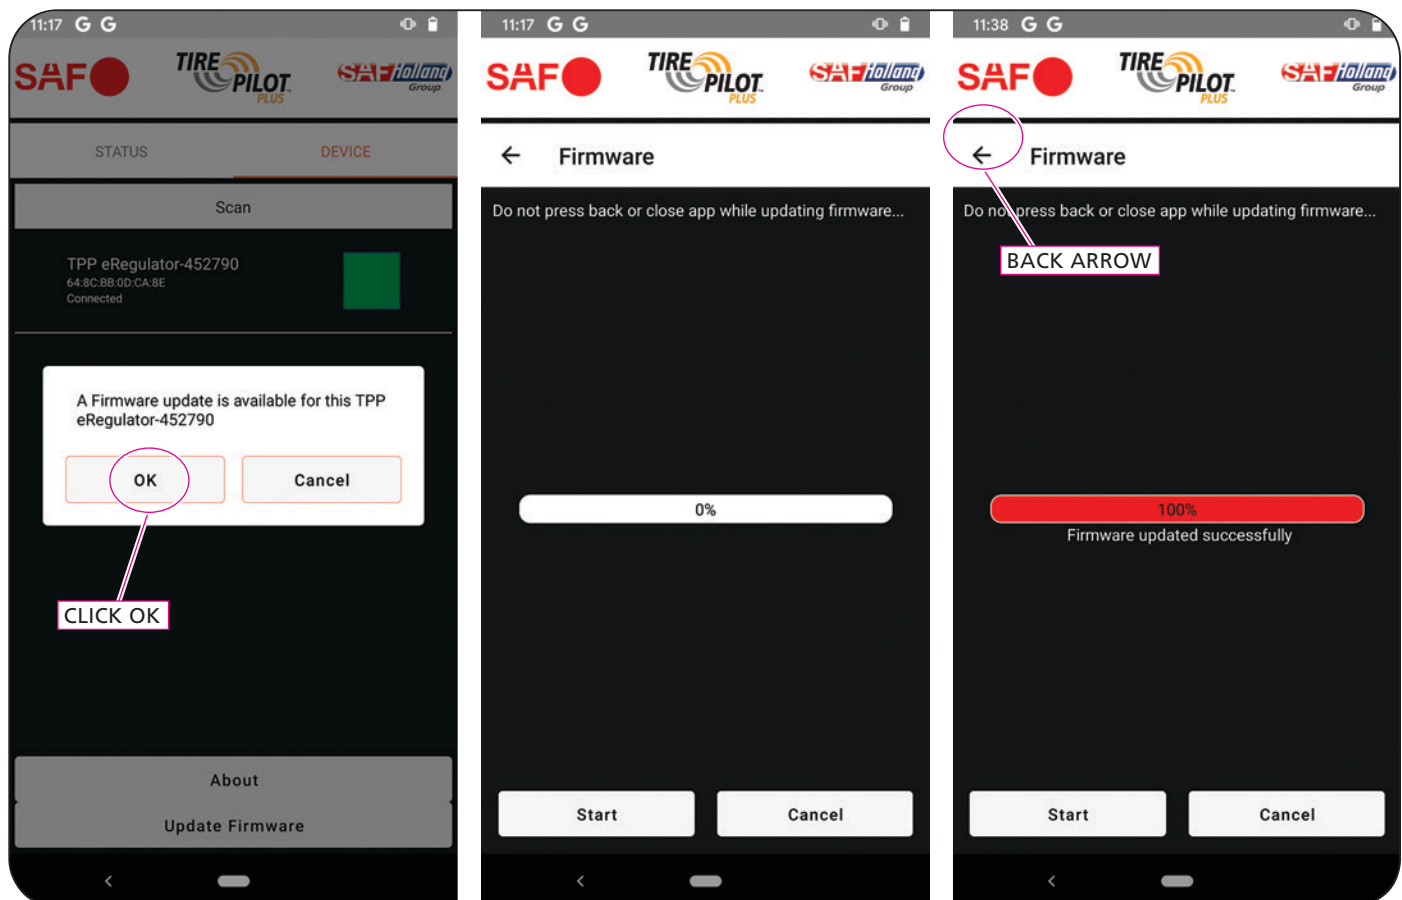 11:17 G G
SAF
TIRE PILOT PLUS
SAF Holland Group
STATUS DEVICE
Scan
TPP eRegulator-452790
64:8C:BB:0D:CA:8E
Connected
A Firmware update is available for this TPP
eRegulator-452790
OK Cancel
CLICK OK
About
Update Firmware
11:17 G G
SAF
TIRE PILOT PLUS
SAF Holland Group
← Firmware
Do not press back or close app while updating firmware...
0%
Start Cancel
11:38 G G
SAF
TIRE PILOT PLUS
SAF Holland Group
← Firmware
Do not press back or close app while updating firmware...
BACK ARROW
100%
Firmware updated successfully
Start Cancel